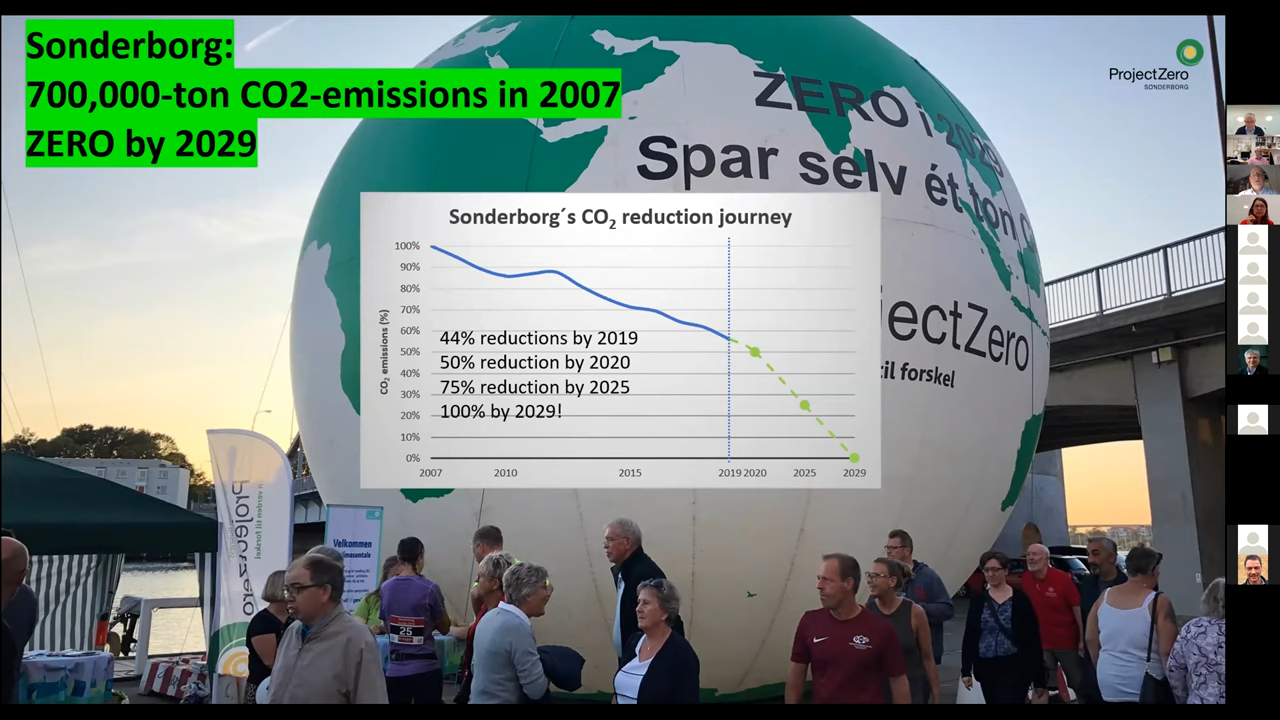 Sonderborg:
700,000-ton CO2-emissions in 2007
ZERO by 2029
ProjectZero
SONDERBORG
ZERO i 2029
Spar selv ét ton
jectZero
til forskel
Sonderborg´s CO₂ reduction journey
CO₂ emissions (%)
100%
90%
80%
70%
60%
50%
40%
30%
20%
10%
0%
44% reductions by 2019
50% reduction by 2020
75% reduction by 2025
100% by 2029!
2007 2010 2015 2019 2020 2025 2029
projectzero
Velkommen
25